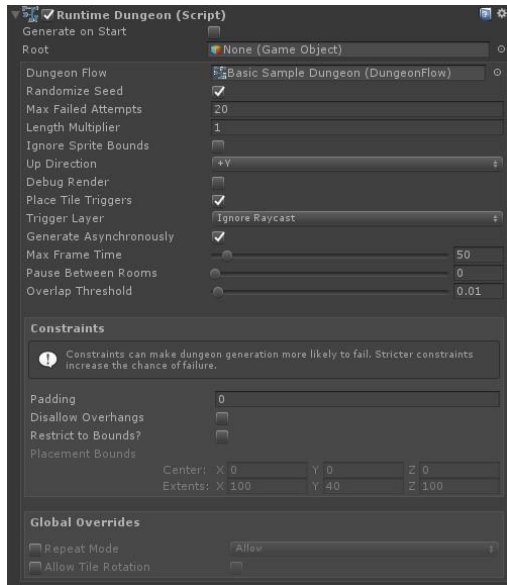 Runtime Dungeon (Script)
Generate on Start
Root None (Game Object)
Dungeon Flow Basic Sample Dungeon (DungeonFlow)
Randomize Seed
Max Failed Attempts 20
Length Multiplier 1
Ignore Sprite Bounds
Up Direction +Y
Debug Render
Place Tile Triggers
Trigger Layer Ignore Raycast
Generate Asynchronously
Max Frame Time 50
Pause Between Rooms 0
Overlap Threshold 0.01
Constraints
Constraints can make dungeon generation more likely to fail. Stricter constraints
increase the chance of failure.
Padding 0
Disallow Overhangs
Restrict to Bounds?
Placement Bounds
Center: X 0 Y 0 Z 0
Extents: X 100 Y 40 Z 100
Global Overrides
Repeat Mode Allow
Allow Tile Rotation